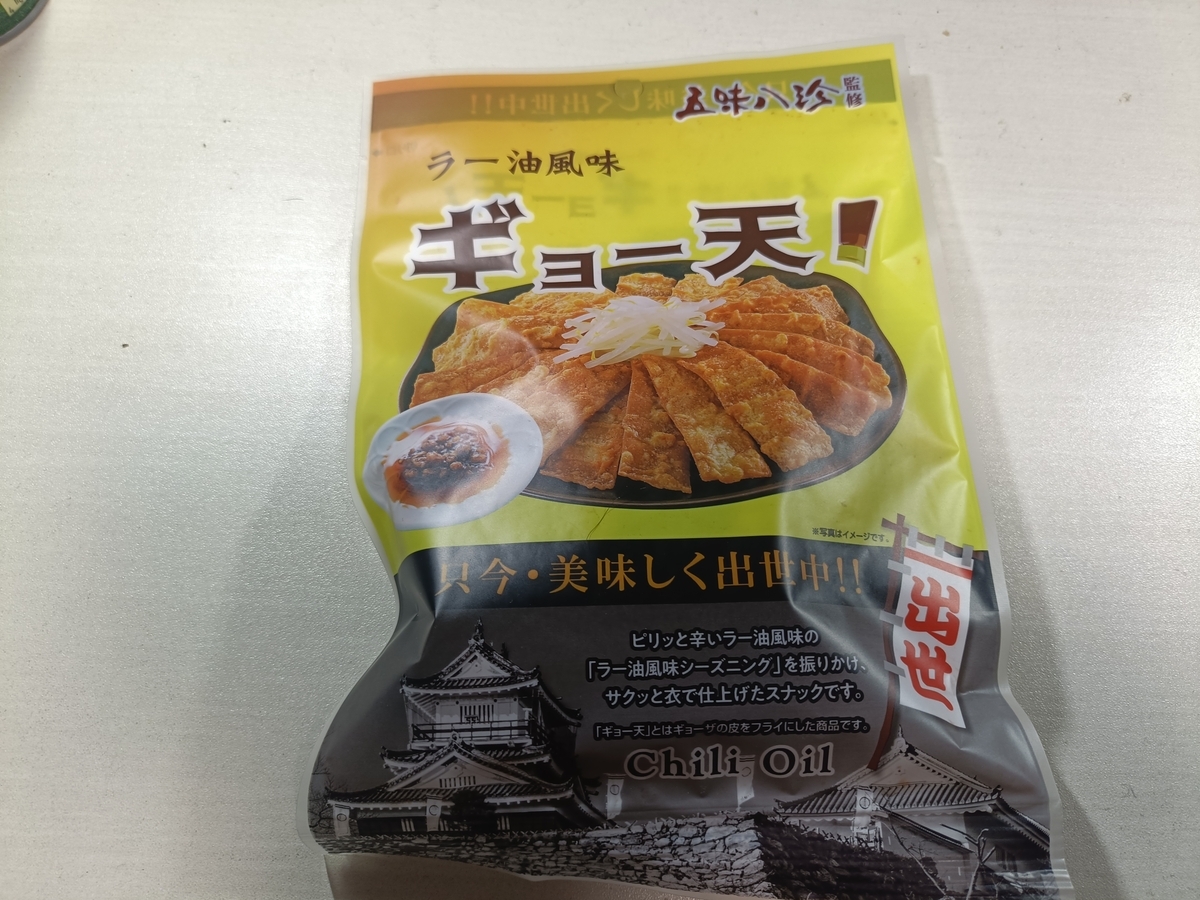 五味八珍 監修
ラー油風味
ギョー天!
※写真はイメージです。
只今・美味しく出世中!!
出世
ピリッと辛いラー油風味の
「ラー油風味シーズニング」を振りかけ、
サクッと衣で仕上げたスナックです。
「ギョー天」とはギョーザの皮をフライにした商品です。
Chili Oil